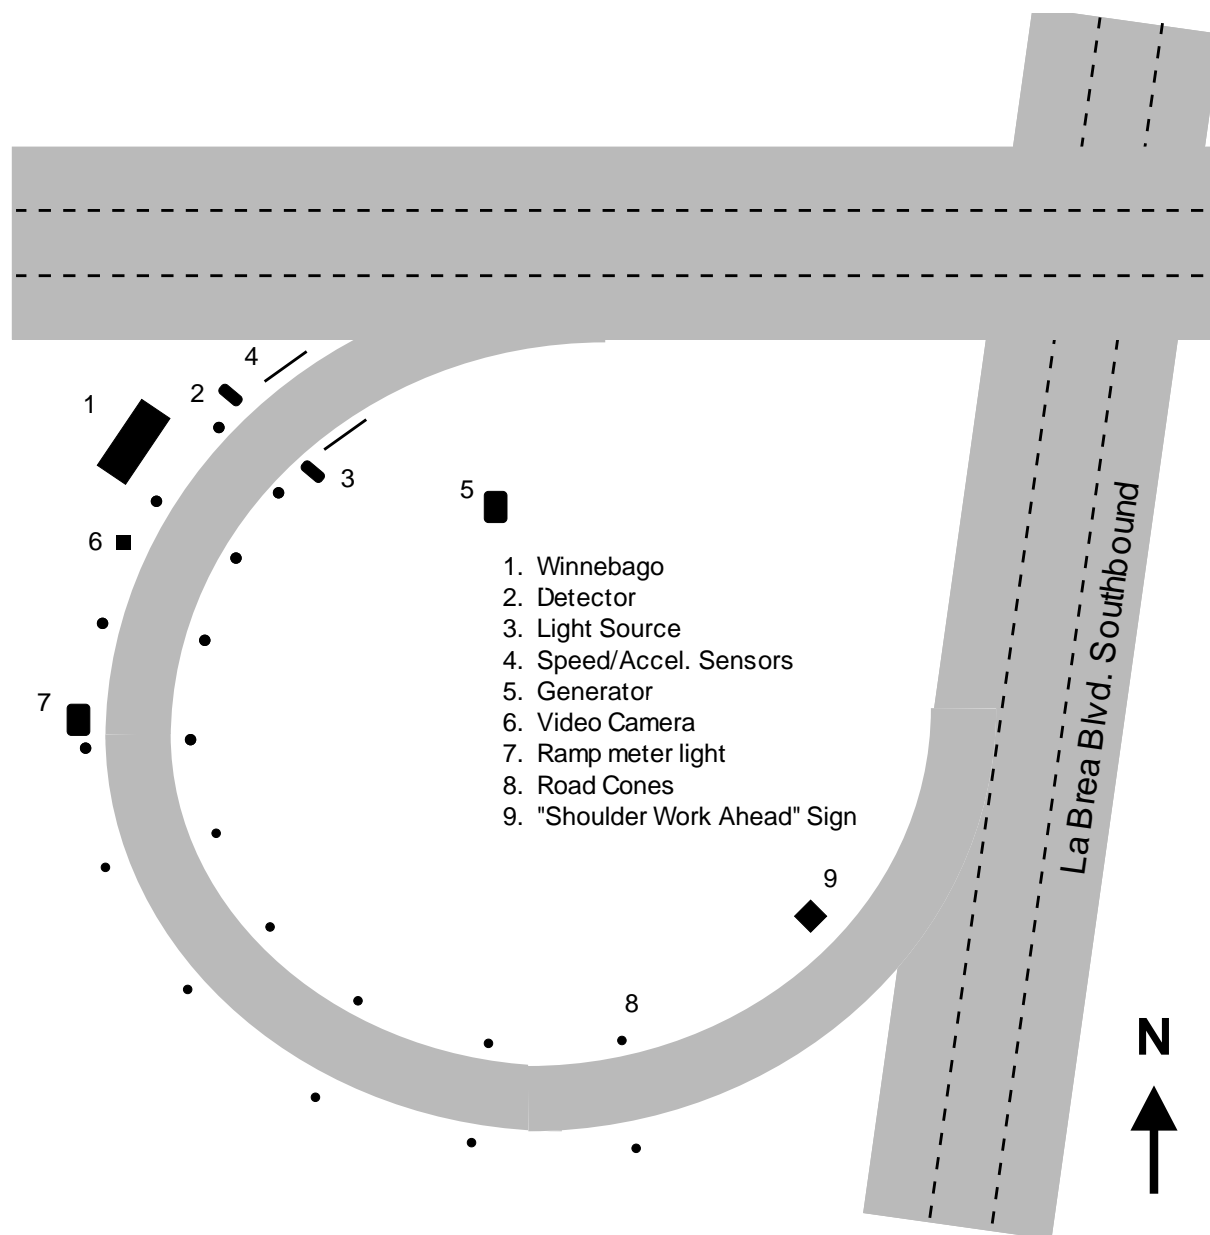 4
2
1
3
5
6
1. Winnebago
2. Detector
3. Light Source
4. Speed/Accel. Sensors
5. Generator
6. Video Camera
7. Ramp meter light
8. Road Cones
9. "Shoulder Work Ahead" Sign
7
La Brea Blvd. Southbound
9
8
N